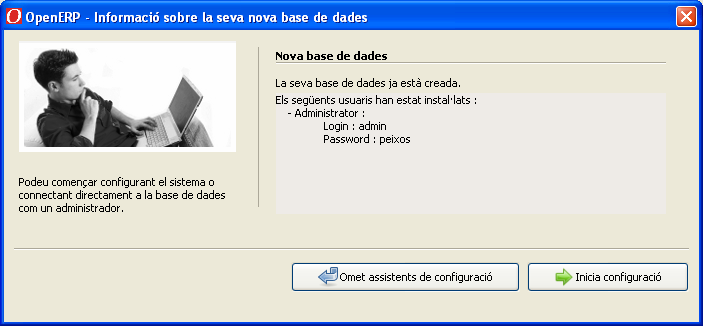 OpenERP - Informació sobre la seva nova base de dades
Nova base de dades
La seva base de dades ja està creada.
Els següents usuaris han estat instal·lats :
- Administrator :
Login : admin
Password : peixos
Podeu començar configurant el sistema o
connectant directament a la base de dades
com un administrador.
Omet assistents de configuració
Inicia configuració